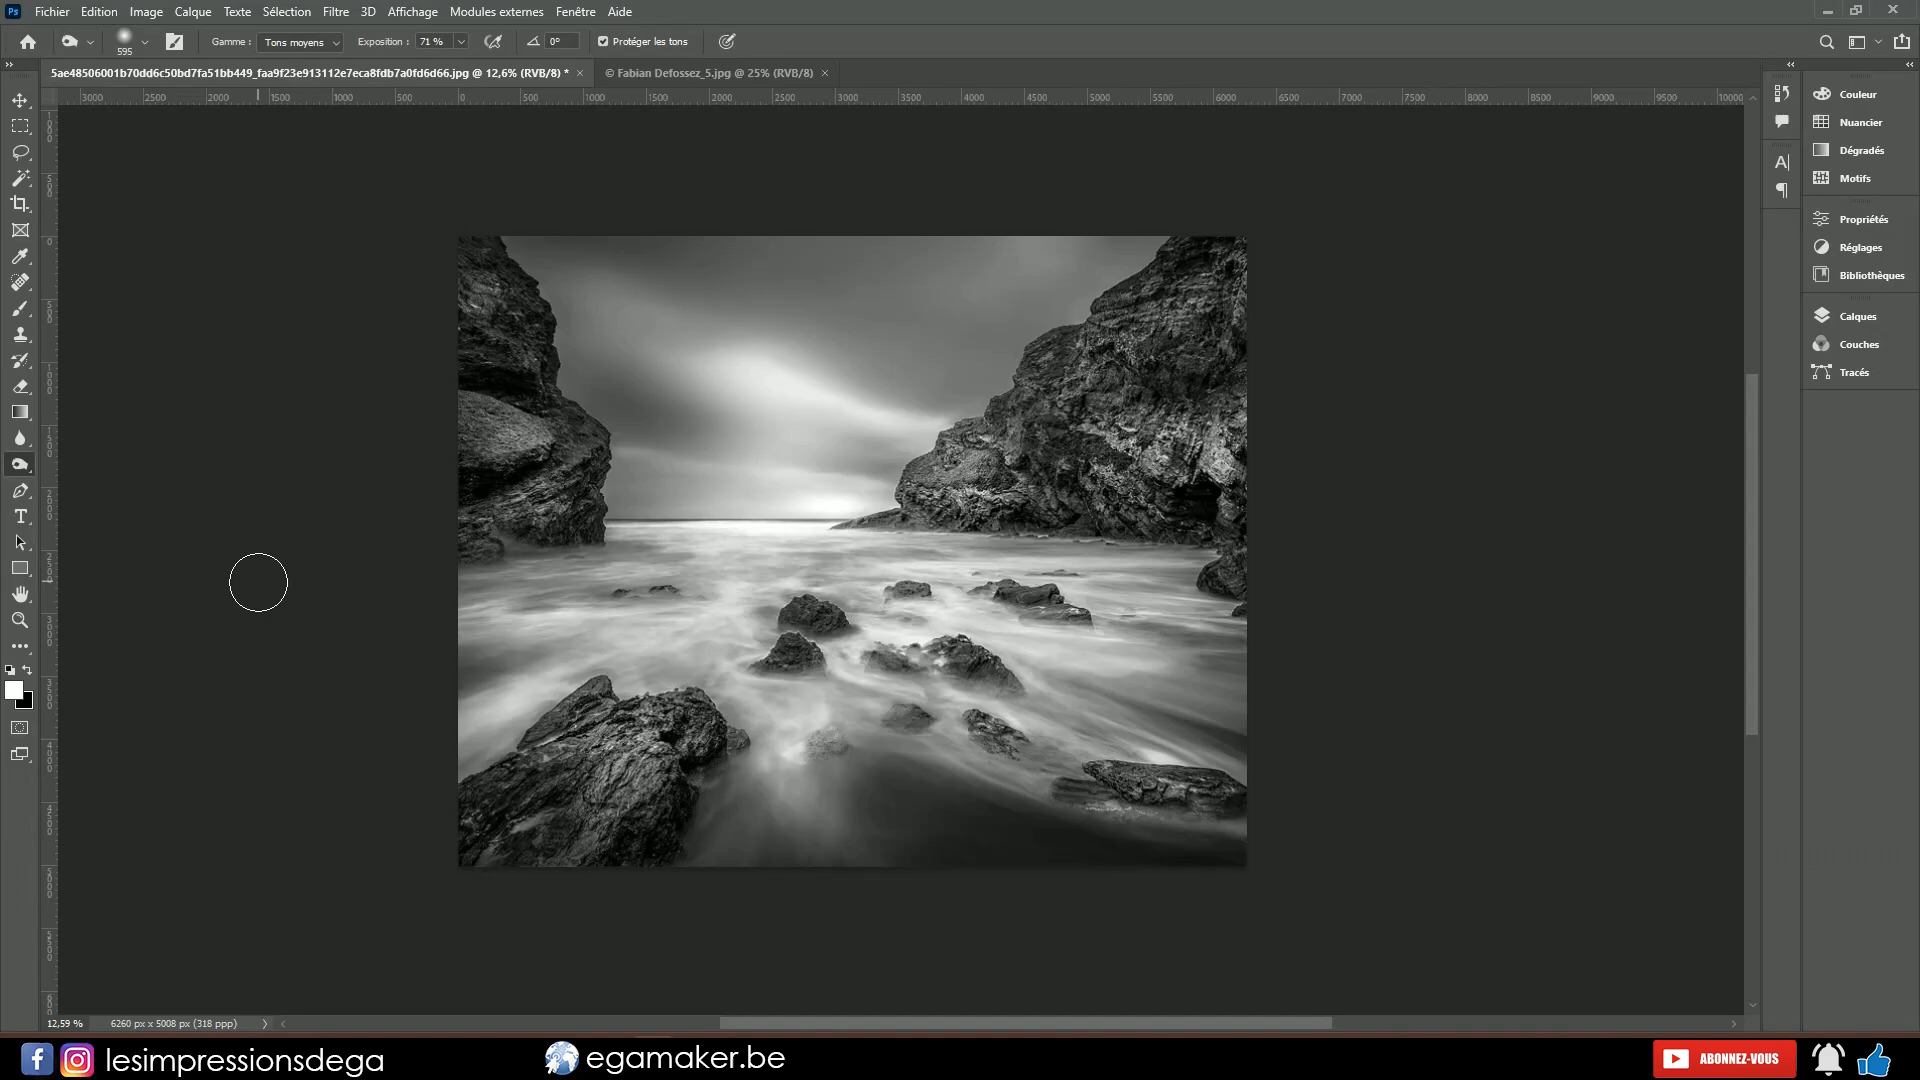 Fichier Edition Image Calque Texte Sélection Filtre 3D Affichage Modules externes Fenêtre Aide
595 Gamme : Tons moyens Exposition : 71 % 0° Protéger les tons
5ae48506001b70dd6c50bd7fa51bb449_faa9f23e913112e7eca8fdb7a0fd6d66.jpg @ 12,6% (RVB/8) * × © Fabian Defossez_5.jpg @ 25% (RVB/8) ×
3000 2500 2000 1500 1000 500 0 500 1000 1500 2000 2500 3000 3500 4000 4500 5000 5500 6000 6500 7000 7500 8000 8500 9000 9500 10000
Couleur
Nuancier
Dégradés
Motifs
Propriétés
Réglages
Bibliothèques
Calques
Couches
Tracés
12,59 % 6260 px x 5008 px (318 ppp)
lesimpressionsdega egamaker.be ABONNEZ-VOUS